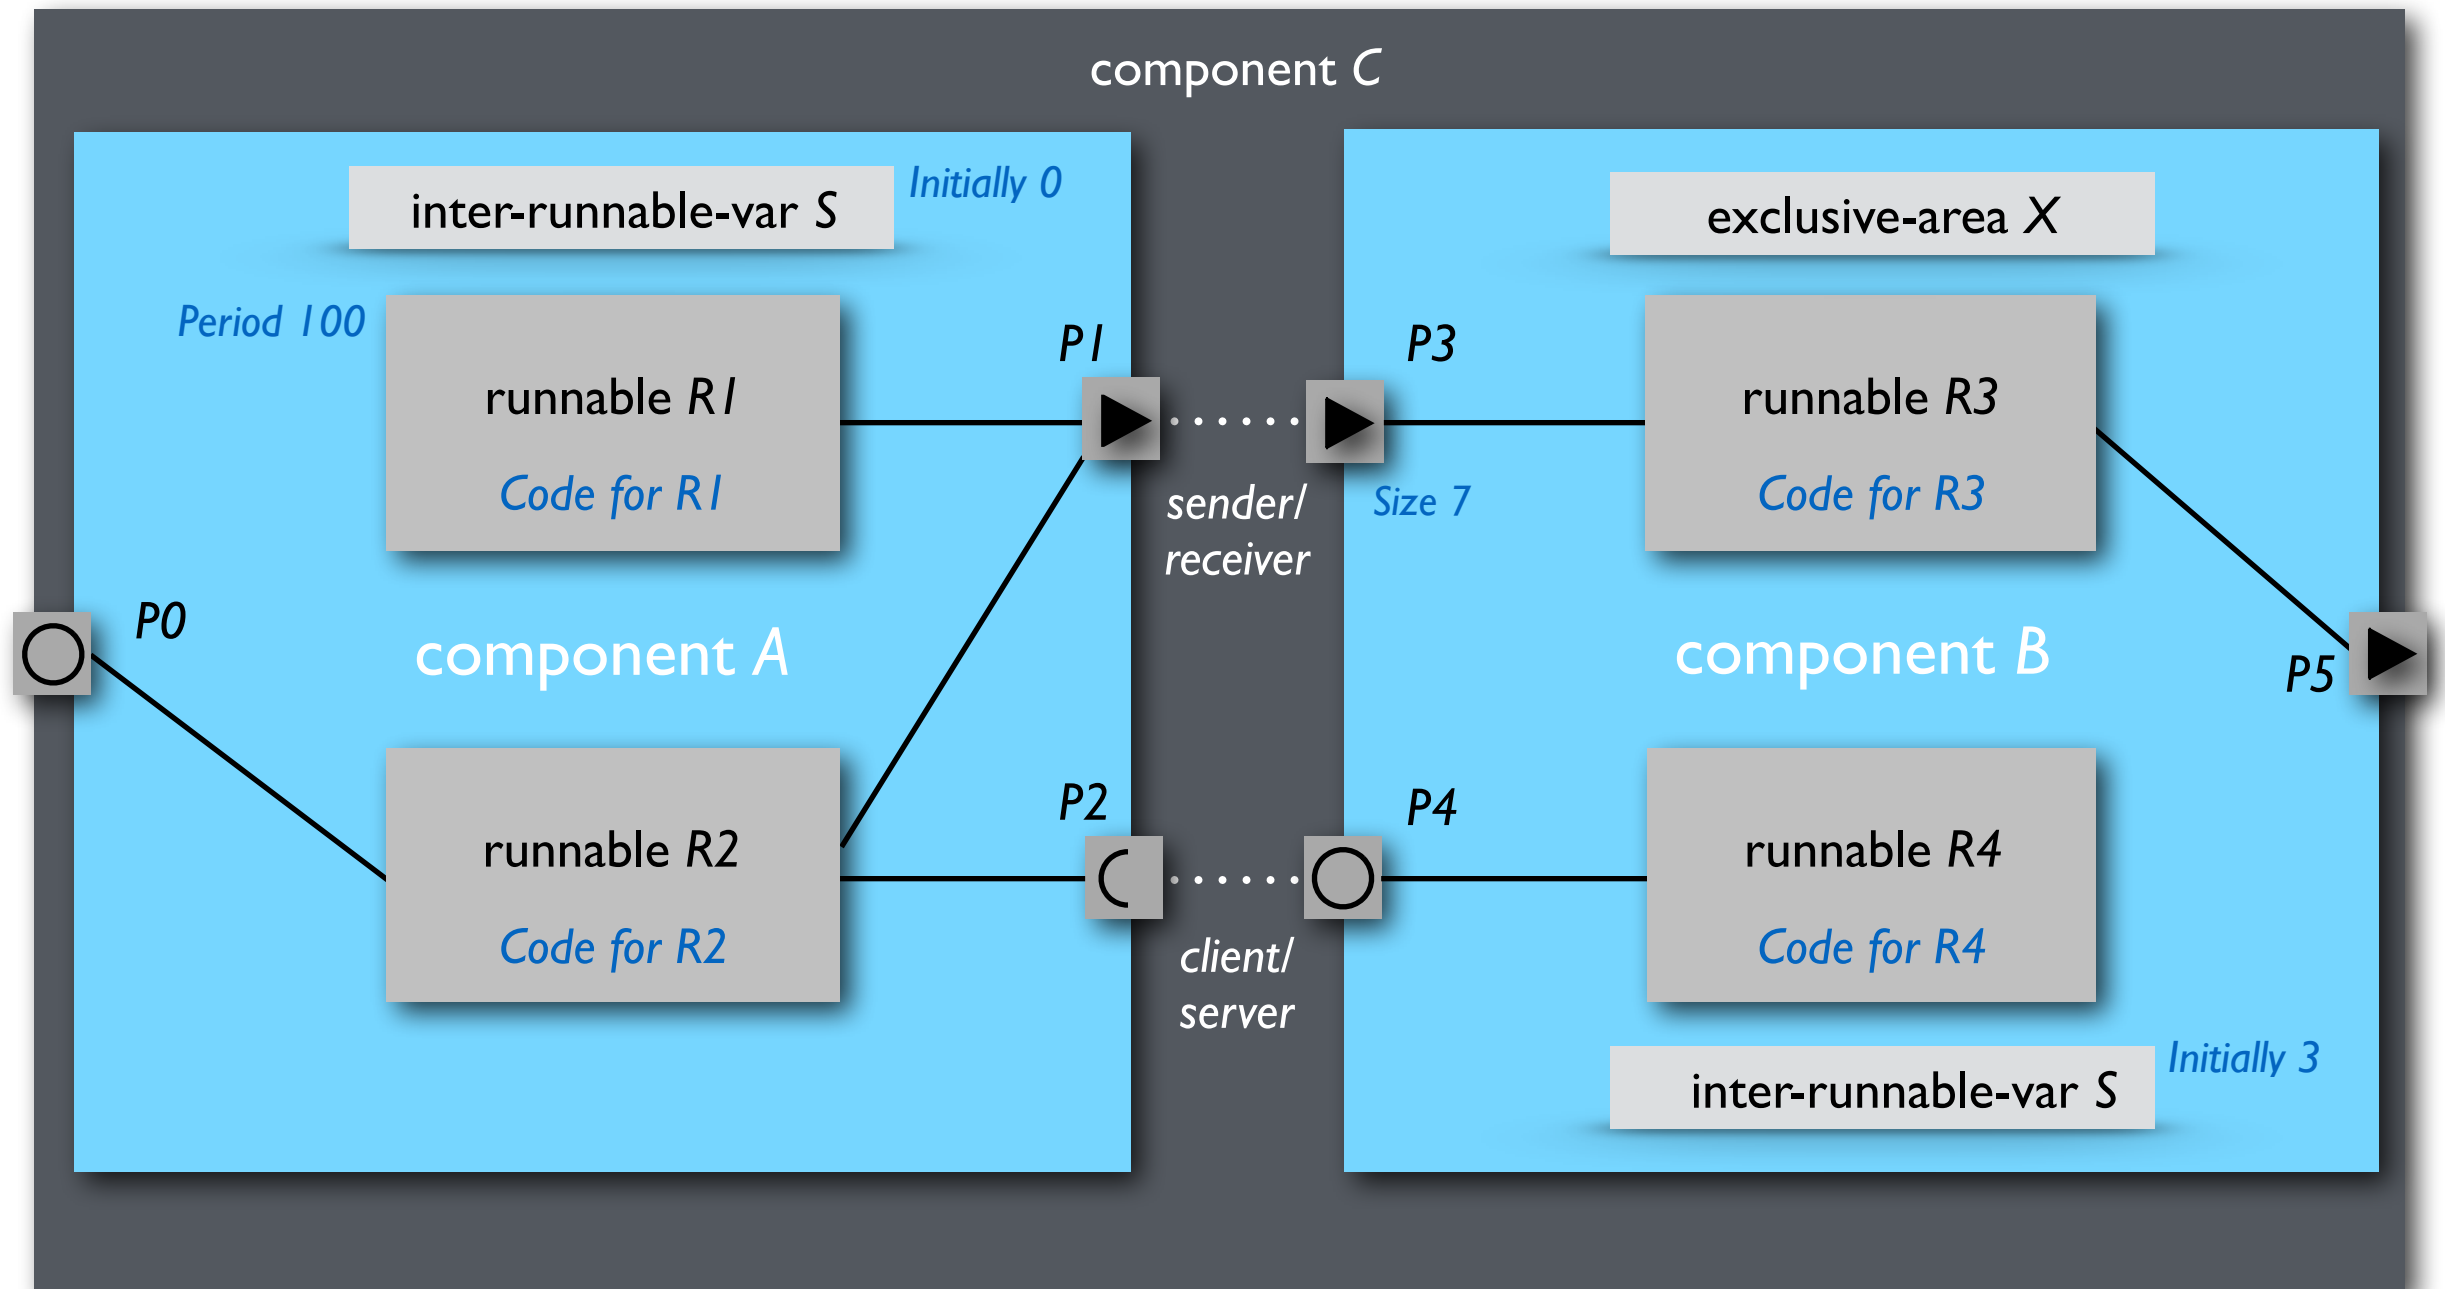 component C
inter-runnable-var S
Initially 0
Period 100
runnable R1
Code for R1
P1
P0
component A
runnable R2
Code for R2
P2
sender/
receiver
client/
server
exclusive-area X
P3
Size 7
runnable R3
Code for R3
component B
P5
P4
runnable R4
Code for R4
Initially 3
inter-runnable-var S